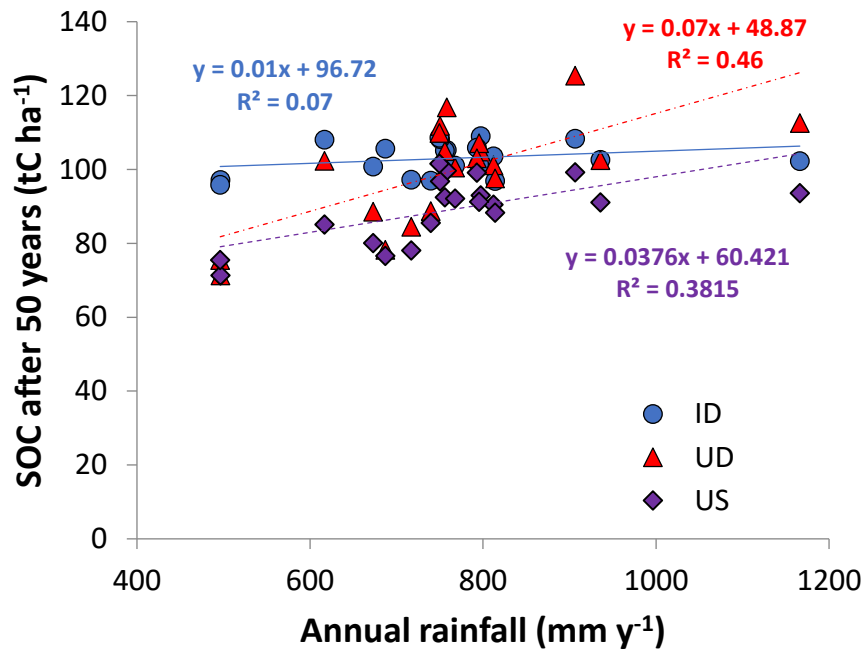 y = 0.07x + 48.87
R² = 0.46
y = 0.01x + 96.72
R² = 0.07
y = 0.0376x + 60.421
R² = 0.3815
SOC after 50 years (tC ha⁻¹)
140
120
100
80
60
40
20
0
ID
UD
US
400 600 800 1000 1200
Annual rainfall (mm y⁻¹)